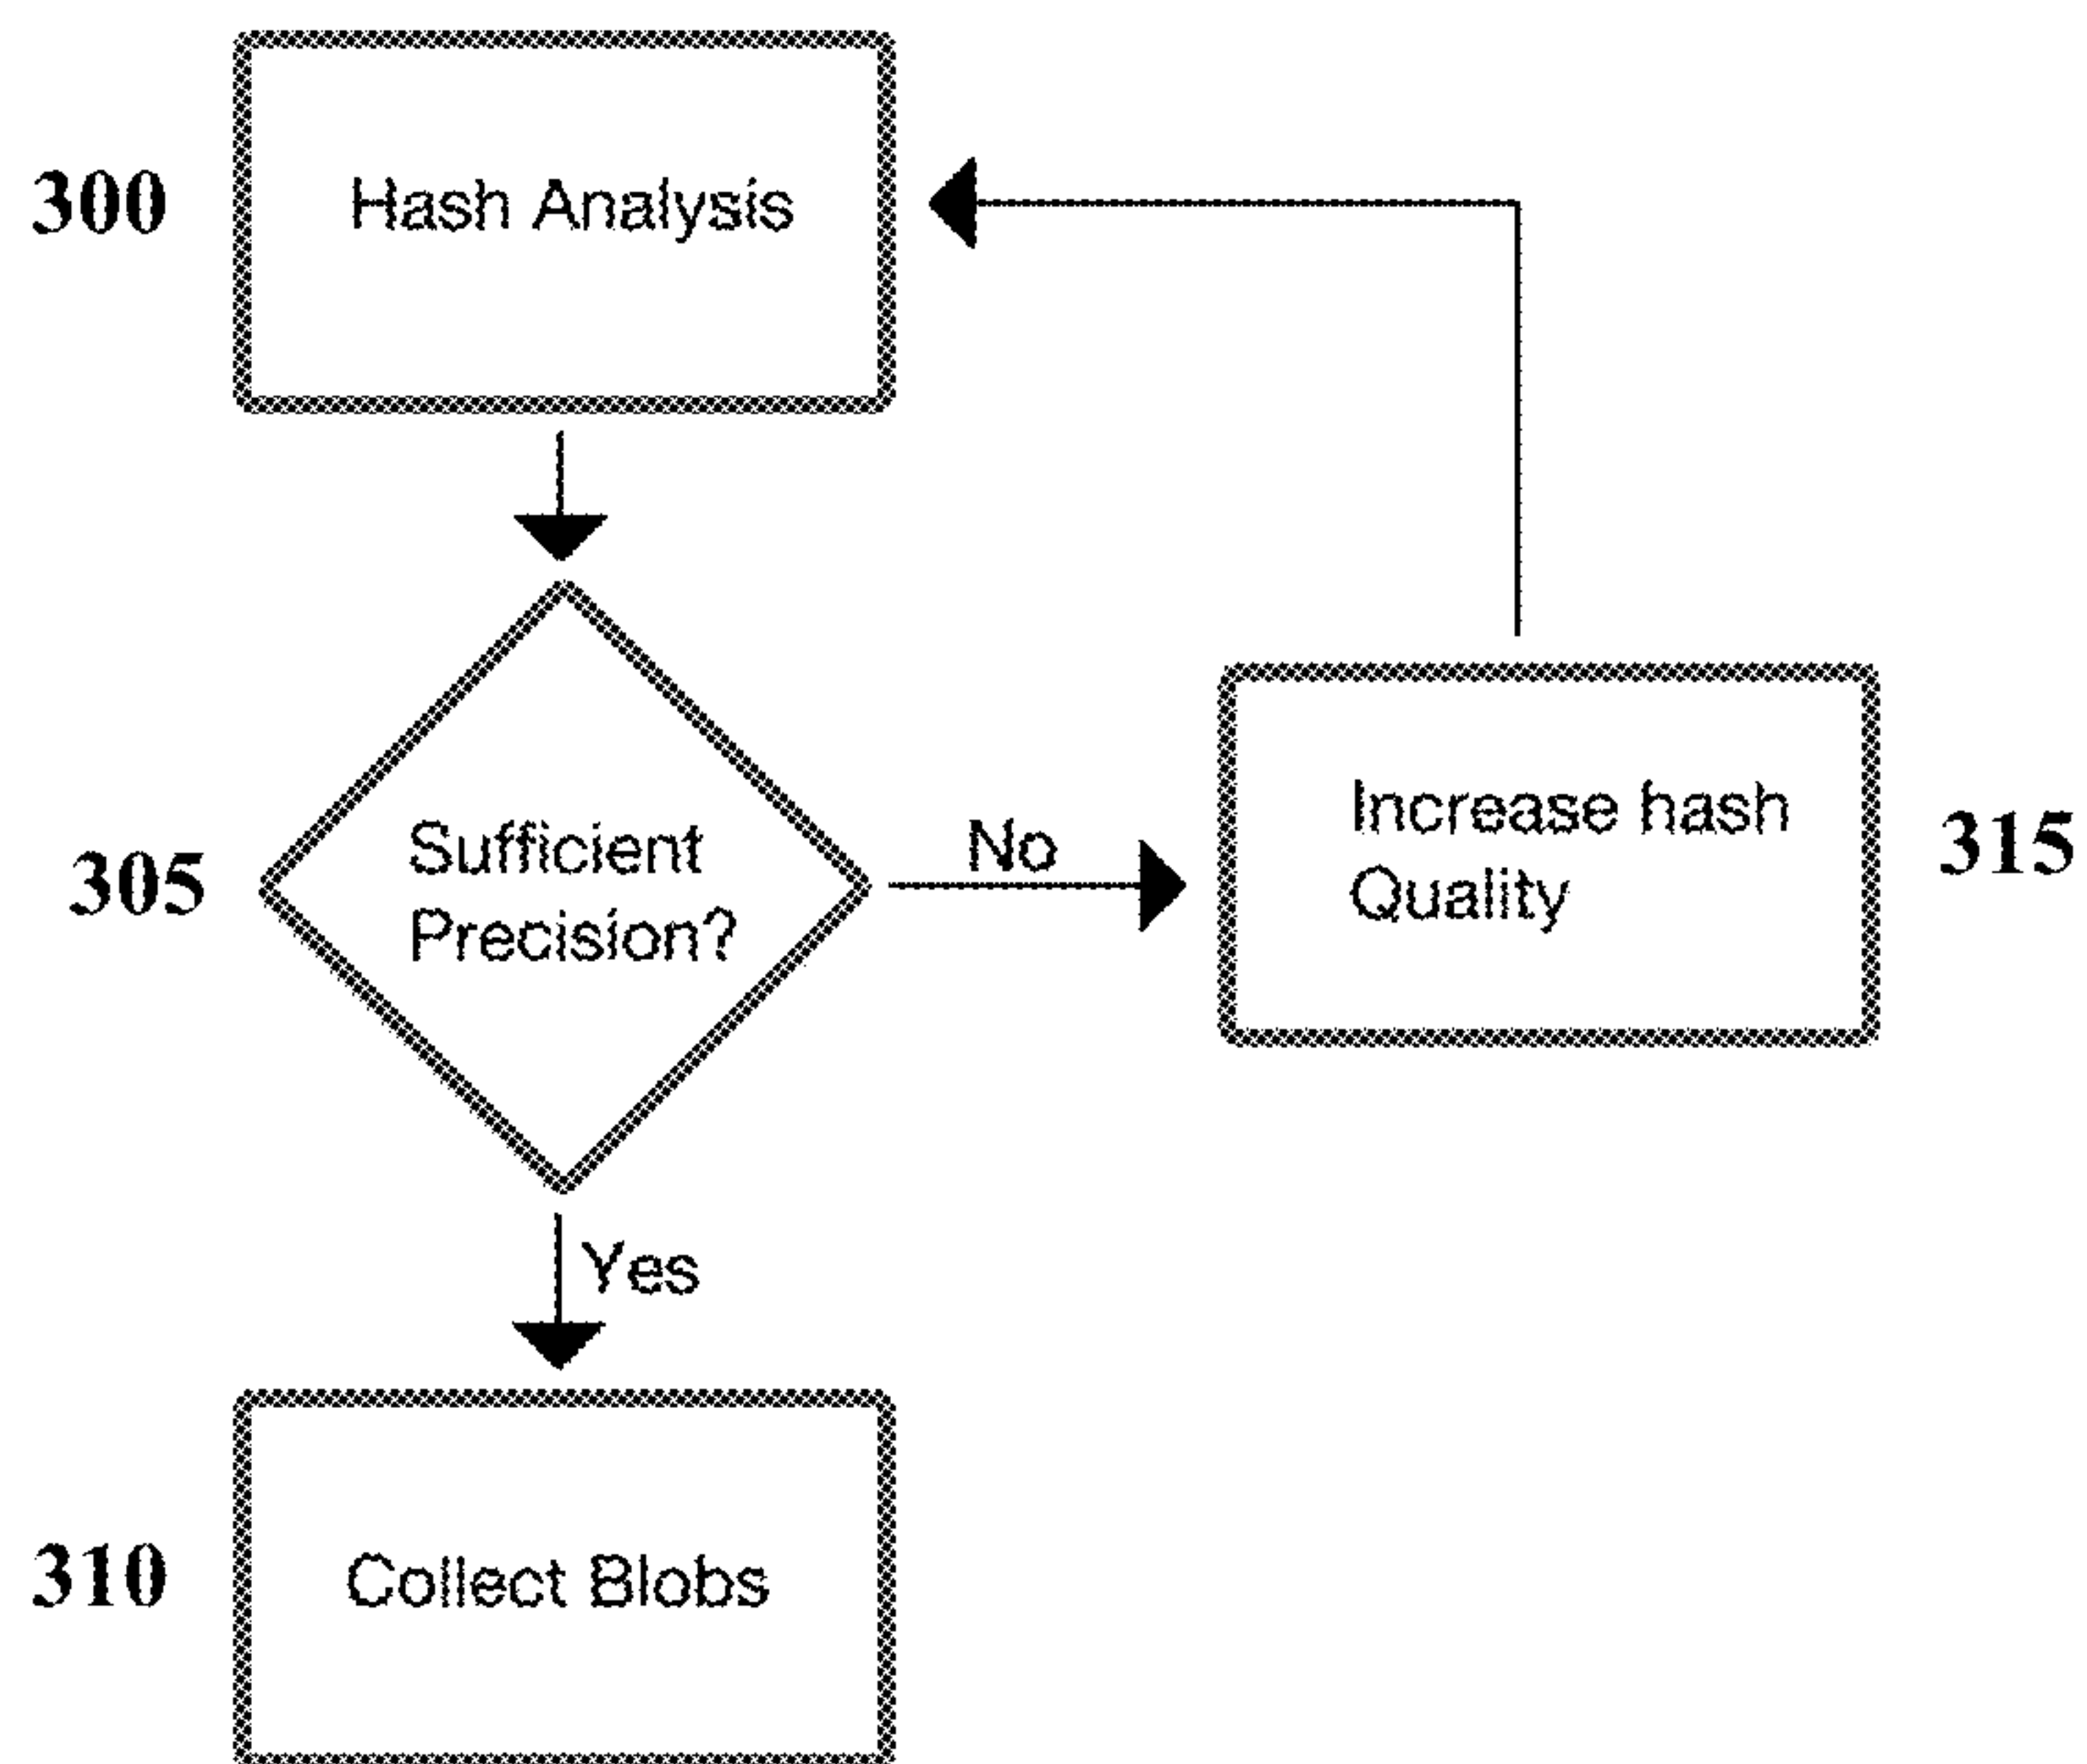 300
Hash Analysis
305
Sufficient
Precision?
No
Increase hash
Quality
315
Yes
310
Collect Blobs